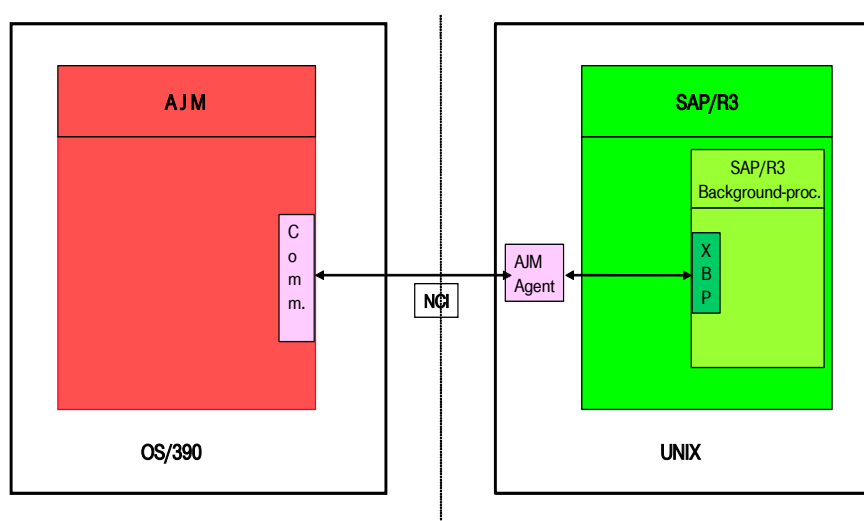 AJM
SAP/R3
SAP/R3
Background-proc.
C
o
m
m.
AJM
Agent
X
B
P
NCI
OS/390
UNIX